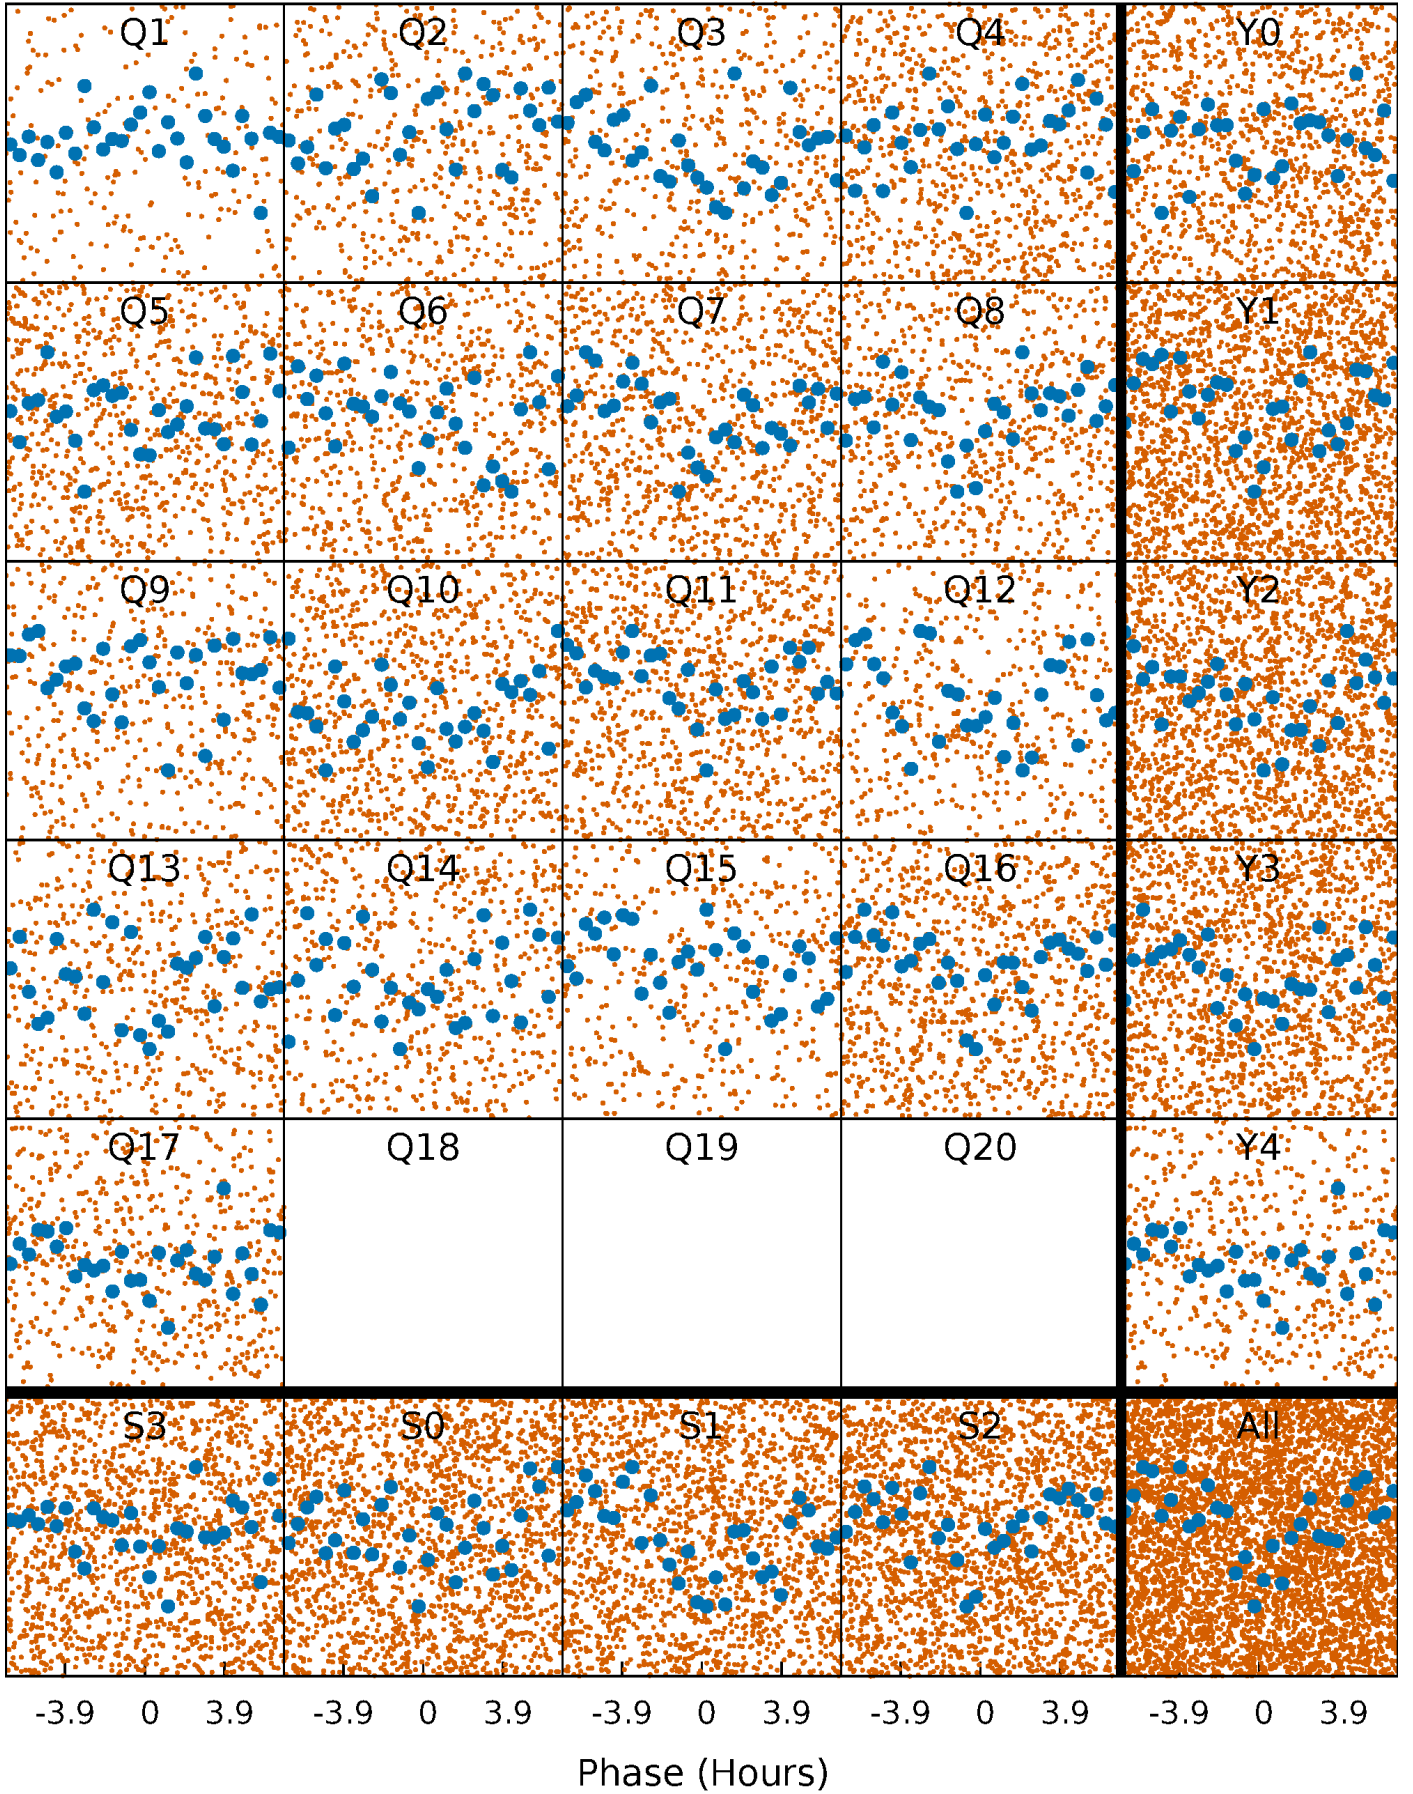 Q1 Q2 Q3 Q4 Y0
Q5 Q6 Q7 Q8 Y1
Q9 Q10 Q11 Q12 Y2
Q13 Q14 Q15 Q16 Y3
Q17 Q18 Q19 Q20 Y4
S3 S0 S1 S2 All
-3.9 0 3.9 -3.9 0 3.9 -3.9 0 3.9 -3.9 0 3.9 -3.9 0 3.9
Phase (Hours)